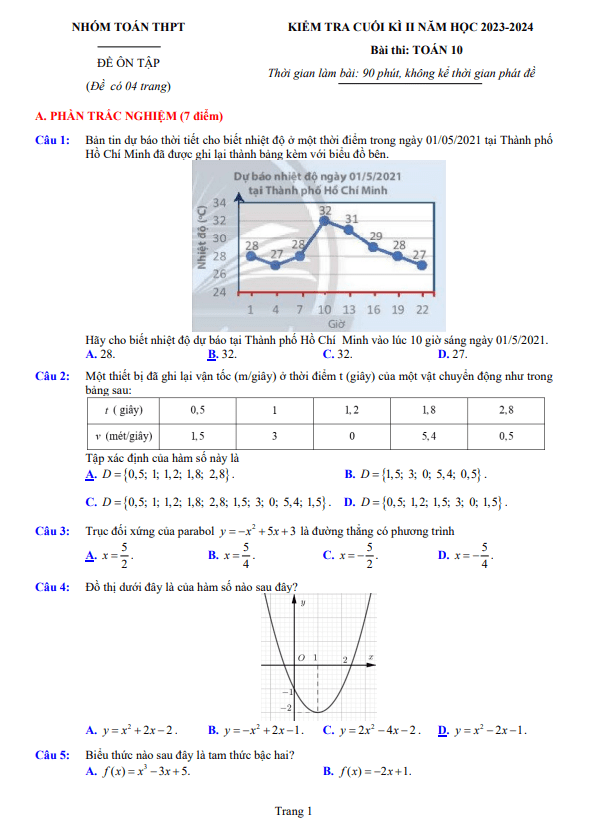 NHÓM TOÁN THPT
KIỂM TRA CUỐI KÌ II NĂM HỌC 2023-2024
Bài thi: TOÁN 10
ĐỀ ÔN TẬP
(Đề có 04 trang)
Thời gian làm bài: 90 phút, không kể thời gian phát đề
A. PHẦN TRẮC NGHIỆM (7 điểm)
Câu 1: Bản tin dự báo thời tiết cho biết nhiệt độ ở một thời điểm trong ngày 01/05/2021 tại Thành phố
Hồ Chí Minh đã được ghi lại thành bảng kèm với biểu đồ bên.
Dự báo nhiệt độ ngày 01/5/2021
tại Thành phố Hồ Chí Minh
Nhiệt độ (°C)
34
32
30
28
26
24
28 27 28 32 31 29 28 27
1 4 7 10 13 16 19 22
Giờ
Hãy cho biết nhiệt độ dự báo tại Thành phố Hồ Chí Minh vào lúc 10 giờ sáng ngày 01/5/2021.
A. 28. B. 32. C. 32. D. 27.
Câu 2: Một thiết bị đã ghi lại vận tốc (m/giây) ở thời điểm t (giây) của một vật chuyển động như trong
bảng sau:
t ( giây) 0,5 1 1,2 1,8 2,8
v (mét/giây) 1,5 3 0 5,4 0,5
Tập xác định của hàm số này là
A. D = {0,5; 1; 1,2; 1,8; 2,8}. B. D = {1,5; 3; 0; 5,4; 0,5}.
C. D = {0,5; 1; 1,2; 1,8; 2,8; 1,5; 3; 0; 5,4; 1,5}. D. D = {0,5; 1,2; 1,5; 3; 0; 1,5}.
Câu 3: Trục đối xứng của parabol y = −x² + 5x + 3 là đường thẳng có phương trình
A. x = 5/2. B. x = 5/4. C. x = −5/2. D. x = −5/4.
Câu 4: Đồ thị dưới đây là của hàm số nào sau đây?
y
O 1 2 x
−1
−2
A. y = x² + 2x − 2. B. y = −x² + 2x − 1. C. y = 2x² − 4x − 2. D. y = x² − 2x − 1.
Câu 5: Biểu thức nào sau đây là tam thức bậc hai?
A. f(x) = x³ − 3x + 5. B. f(x) = −2x + 1.
Trang 1